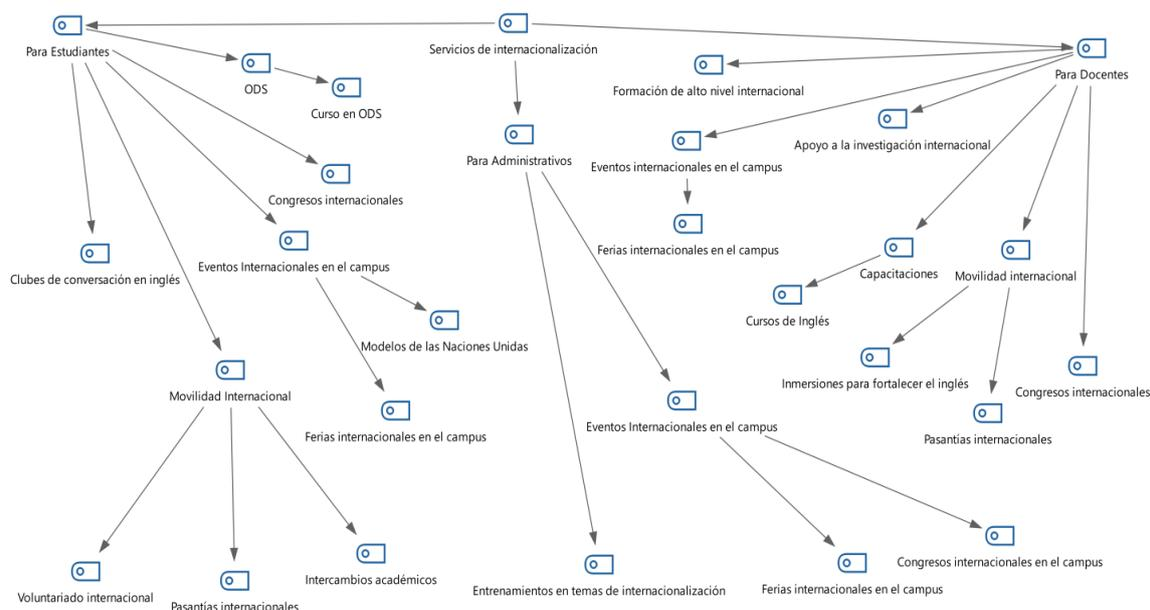 Servicios de internacionalización
Para Estudiantes
Para Docentes
ODS
Curso en ODS
Formación de alto nivel internacional
Apoyo a la investigación internacional
Para Administrativos
Eventos internacionales en el campus
Congresos internacionales
Ferias internacionales en el campus
Clubes de conversación en inglés
Eventos Internacionales en el campus
Capacitaciones
Movilidad internacional
Cursos de Inglés
Modelos de las Naciones Unidas
Inmersiones para fortalecer el inglés
Congresos internacionales
Movilidad Internacional
Ferias internacionales en el campus
Eventos Internacionales en el campus
Pasantías internacionales
Voluntariado internacional
Pasantías internacionales
Intercambios académicos
Entrenamientos en temas de internacionalización
Ferias internacionales en el campus
Congresos internacionales en el campus